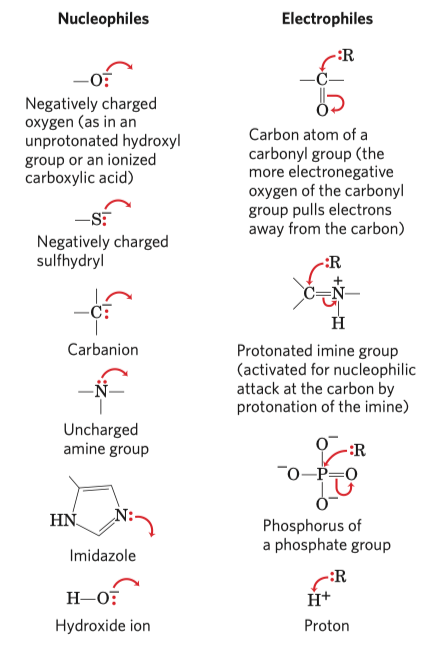 Nucleophiles
—O:⁻
Negatively charged
oxygen (as in an
unprotonated hydroxyl
group or an ionized
carboxylic acid)
—S:⁻
Negatively charged
sulfhydryl
—C:⁻
Carbanion
—N̈—
Uncharged
amine group
HN N:
Imidazole
H—O:⁻
Hydroxide ion
Electrophiles
:R
—C—
O
Carbon atom of a
carbonyl group (the
more electronegative
oxygen of the carbonyl
group pulls electrons
away from the carbon)
:R
+
C=N—
H
Protonated imine group
(activated for nucleophilic
attack at the carbon by
protonation of the imine)
O⁻ :R
⁻O—P=O
O⁻
Phosphorus of
a phosphate group
:R
H+
Proton